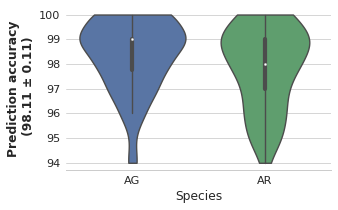 Prediction accuracy
(98.11 ± 0.11)
100
99
98
97
96
95
94
AG
AR
Species